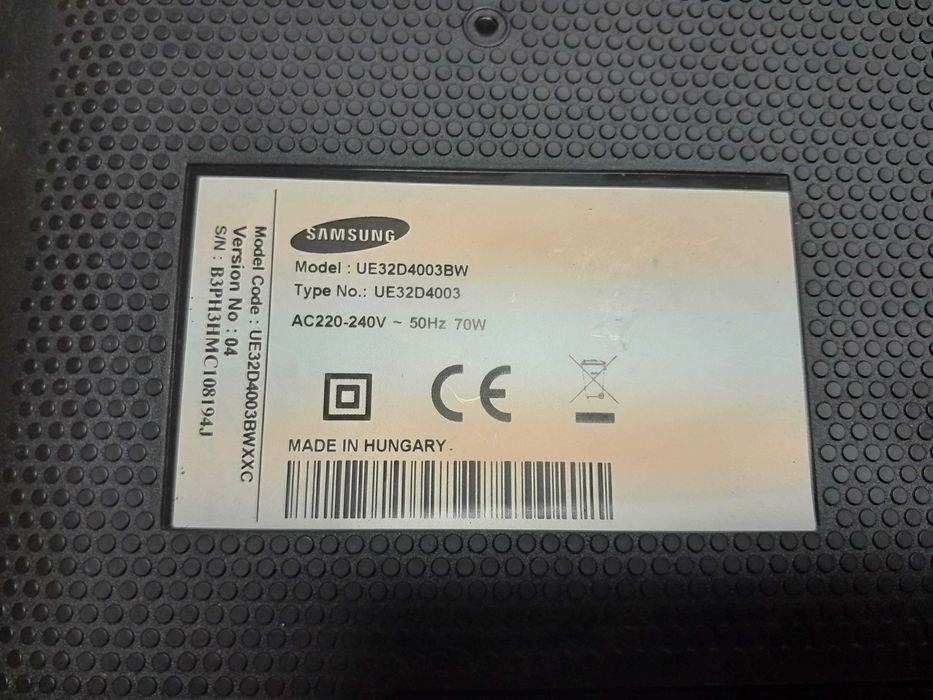 SAMSUNG
Model : UE32D4003BW
Type No.: UE32D4003
AC220-240V ~ 50Hz 70W
CE
MADE IN HUNGARY.
Model Code : UE32D4003BWXXC
Version No : 04
S/N : B3PH3HMC108194J